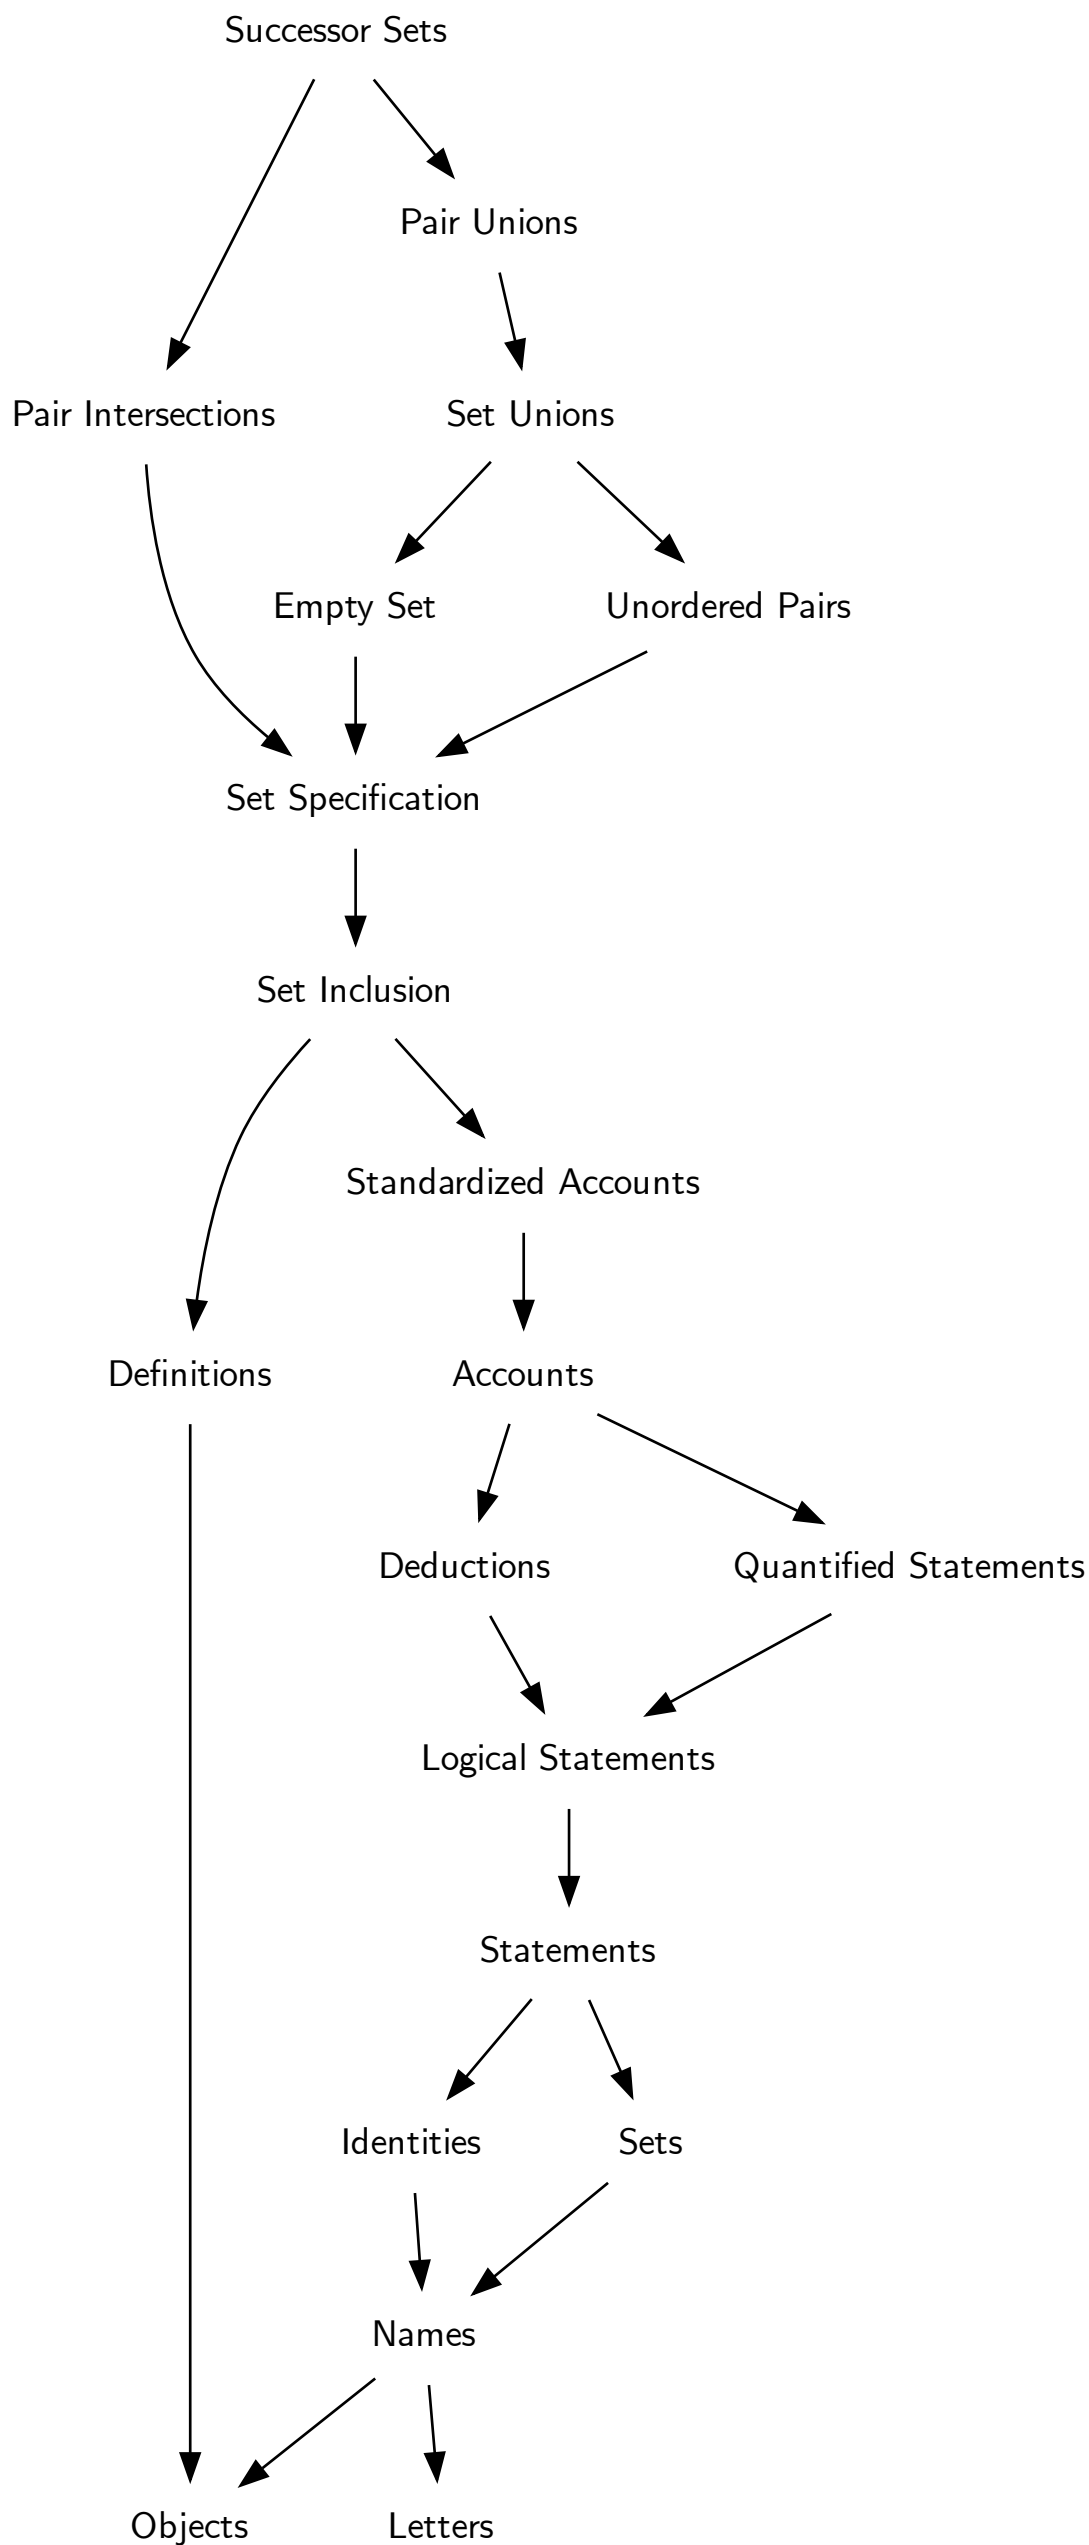 Successor Sets
Pair Unions
Pair Intersections
Set Unions
Empty Set
Unordered Pairs
Set Specification
Set Inclusion
Standardized Accounts
Definitions
Accounts
Deductions
Quantified Statements
Logical Statements
Statements
Identities
Sets
Names
Objects
Letters